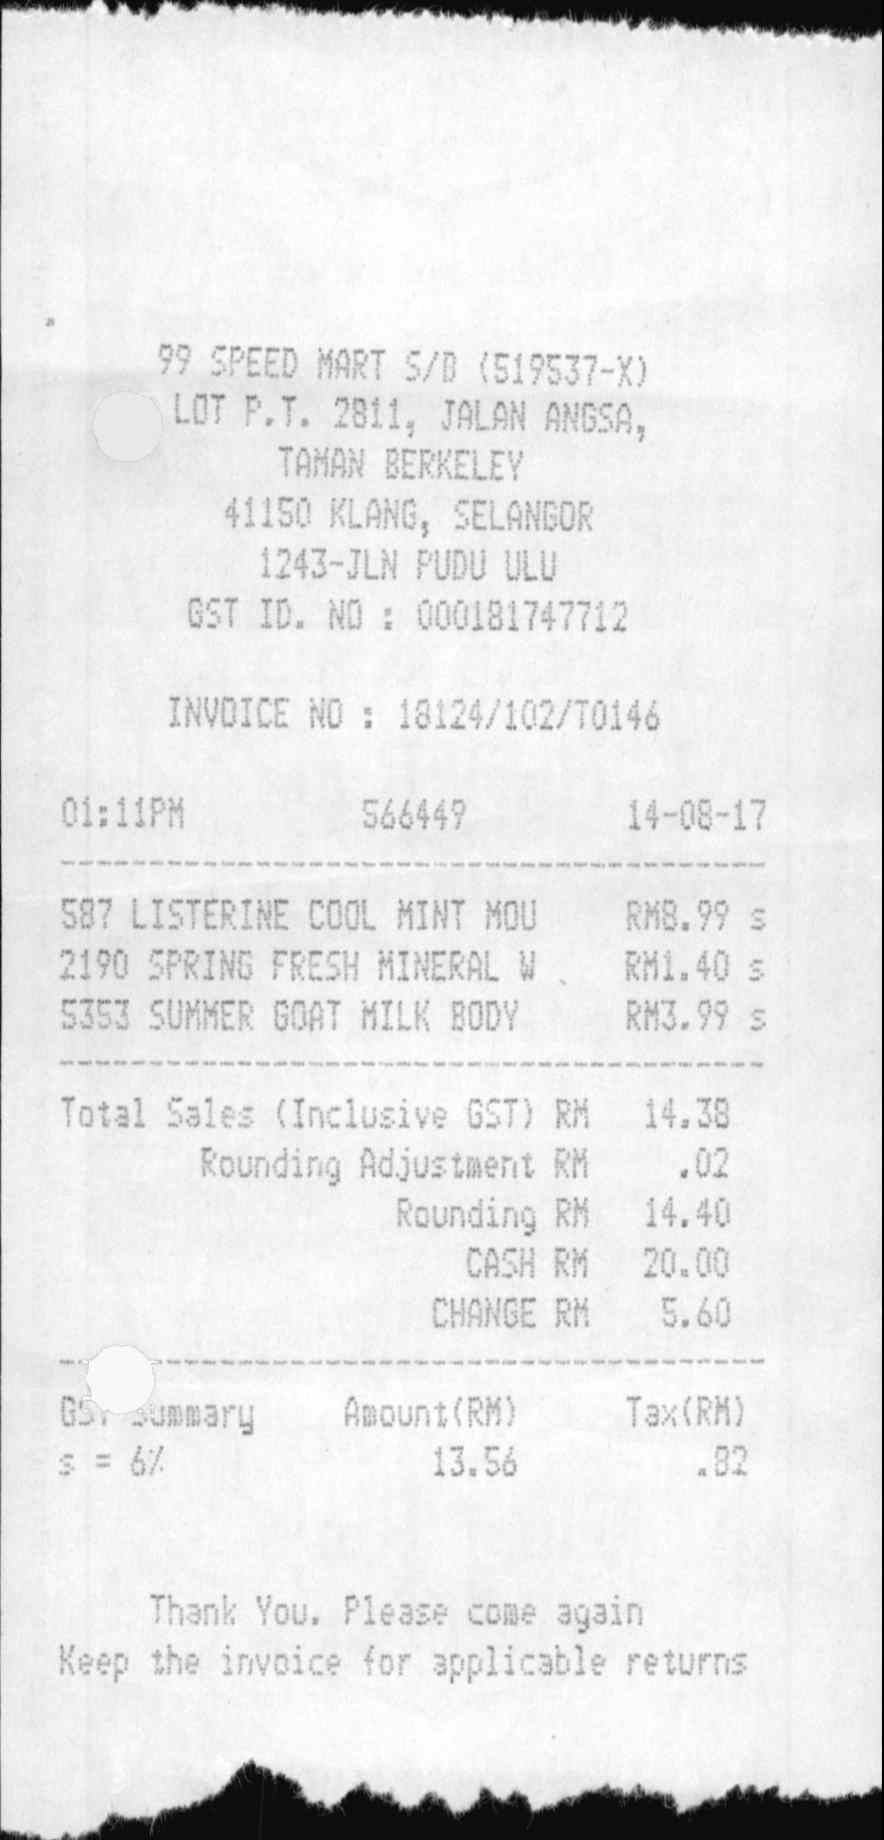 99 SPEED MART S/B (519537-X)
LOT P.T. 2811, JALAN ANGSA,
TAMAN BERKELEY
41150 KLANG, SELANGOR
1243-JLN PUDU ULU
GST ID. NO : 000181747712
INVOICE NO : 18124/102/T0146
01:11PM 566449 14-08-17
587 LISTERINE COOL MINT MOU RM8.99 s
2190 SPRING FRESH MINERAL W RM1.40 s
5353 SUMMER GOAT MILK BODY RM3.99 s
Total Sales (Inclusive GST) RM 14.38
Rounding Adjustment RM .02
Rounding RM 14.40
CASH RM 20.00
CHANGE RM 5.60
GST Summary Amount(RM) Tax(RM)
s = 6% 13.56 .82
Thank You. Please come again
Keep the invoice for applicable returns